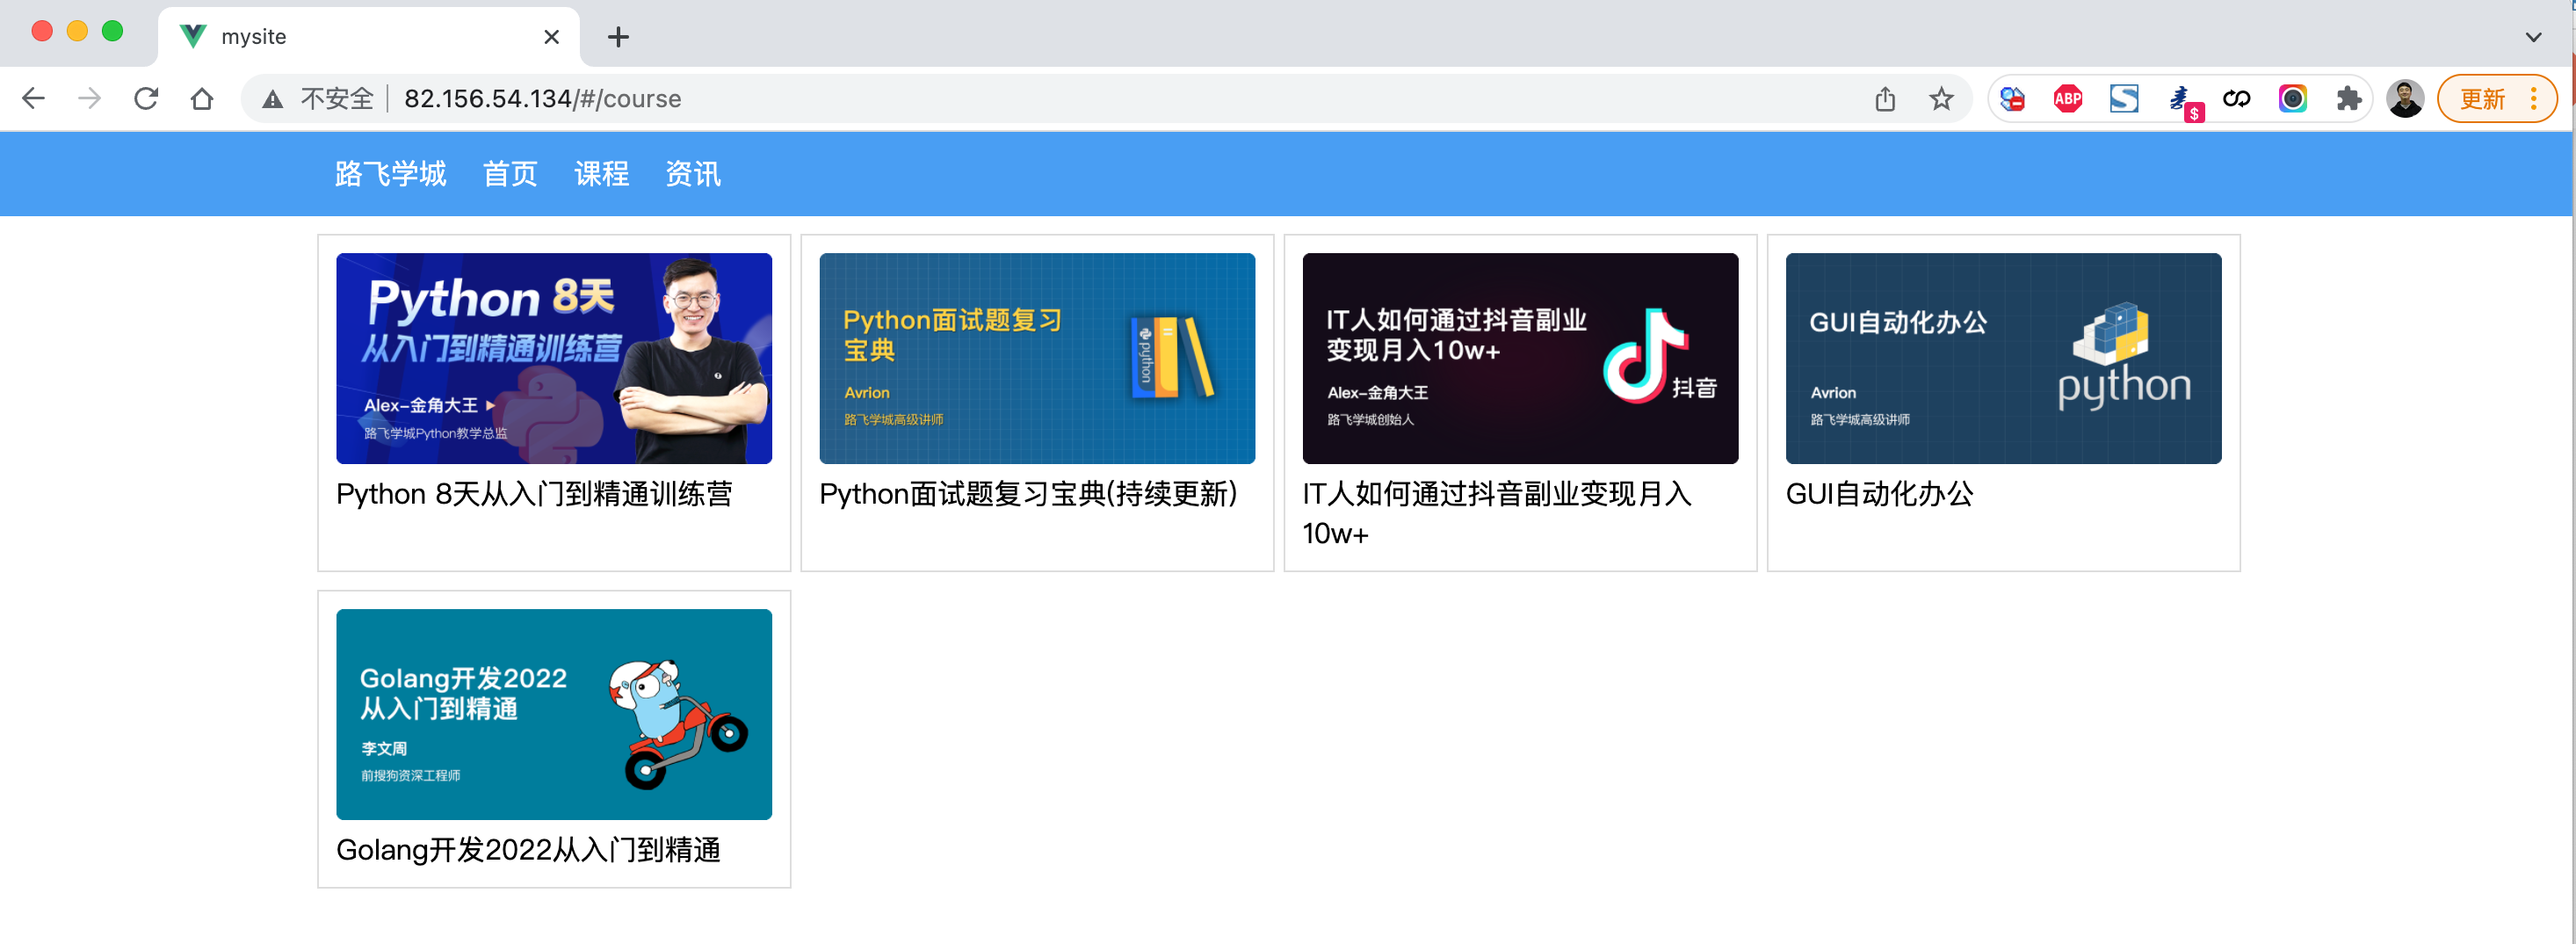 mysite
不安全 82.156.54.134/#/course
ABP
$
更新
路飞学城 首页 课程 资讯
Python 8天
从入门到精通训练营
Alex-金角大王
路飞学城Python教学总监
Python 8天从入门到精通训练营
Python面试题复习
宝典
Avrion
路飞学城高级讲师
python
Python面试题复习宝典(持续更新)
IT人如何通过抖音副业
变现月入10w+
Alex-金角大王
路飞学城创始人
抖音
IT人如何通过抖音副业变现月入
10w+
GUI自动化办公
Avrion
路飞学城高级讲师
python
GUI自动化办公
Golang开发2022
从入门到精通
李文周
前搜狗资深工程师
Golang开发2022从入门到精通